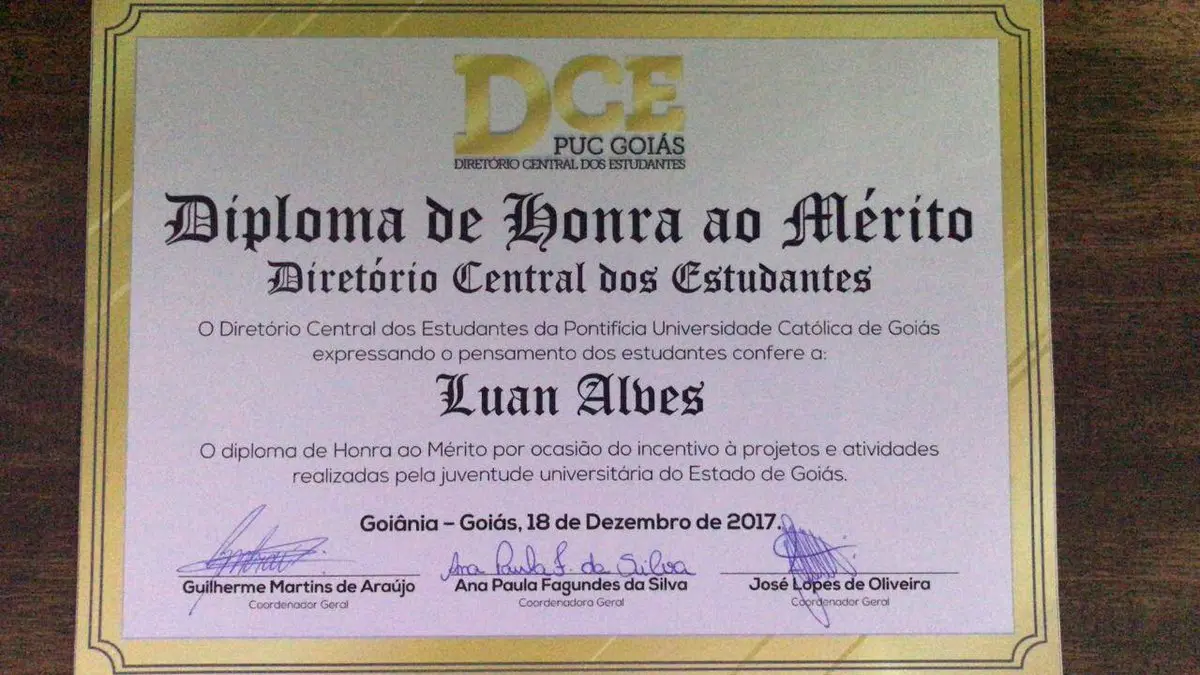 DCE
PUC GOIÁS
DIRETÓRIO CENTRAL DOS ESTUDANTES
Diploma de Honra ao Mérito
Diretório Central dos Estudantes
O Diretório Central dos Estudantes da Pontifícia Universidade Católica de Goiás
expressando o pensamento dos estudantes confere a:
Luan Alves
O diploma de Honra ao Mérito por ocasião do incentivo à projetos e atividades
realizadas pela juventude universitária do Estado de Goiás.
Goiânia – Goiás, 18 de Dezembro de 2017.
Ana Paula F. da Silva
Guilherme Martins de Araújo Ana Paula Fagundes da Silva José Lopes de Oliveira
Coordenador Geral Coordenadora Geral Coordenador Geral